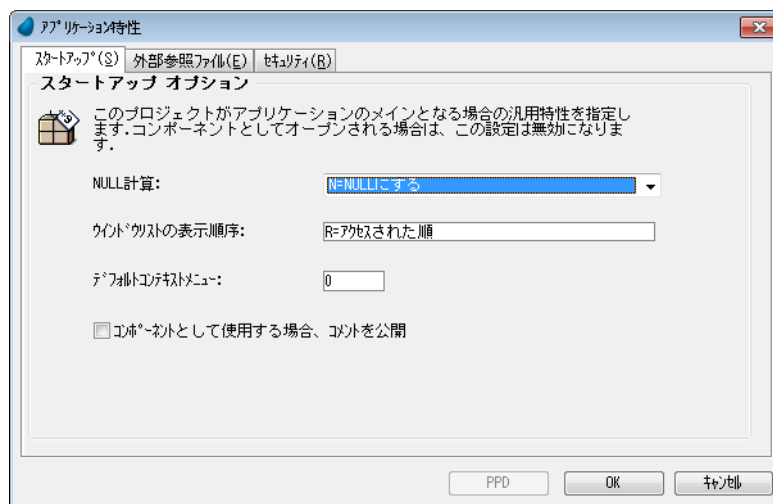 ｱﾌﾟﾘｹｰｼｮﾝ特性
ｽﾀｰﾄｱｯﾌﾟ(S) 外部参照ﾌｧｲﾙ(E) ｾｷｭﾘﾃｨ(R)
スタートアップ オプション
このプロジェクトがアプリケーションのメインとなる場合の汎用特性を指定し
ます.コンポーネントとしてオープンされる場合は、この設定は無効になりま
す.
NULL計算: N=NULLにする
ｳｲﾝﾄﾞｳﾘｽﾄの表示順序: R=ｱｸｾｽされた順
ﾃﾞﾌｫﾙﾄｺﾝﾃｷｽﾄﾒﾆｭｰ: 0
ｺﾝﾎﾟｰﾈﾝﾄとして使用する場合、ｺﾒﾝﾄを公開
PPD OK ｷｬﾝｾﾙ